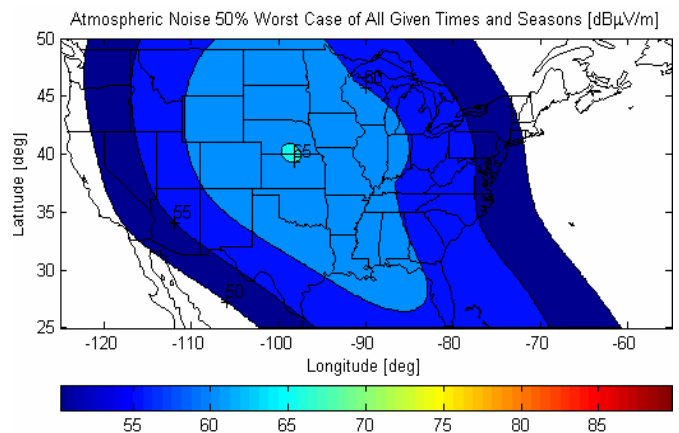 Atmospheric Noise 50% Worst Case of All Given Times and Seasons [dBµV/m]
50
45
40
35
30
25
Latitude [deg]
60
65
55
50
-120 -110 -100 -90 -80 -70 -60
Longitude [deg]
55 60 65 70 75 80 85